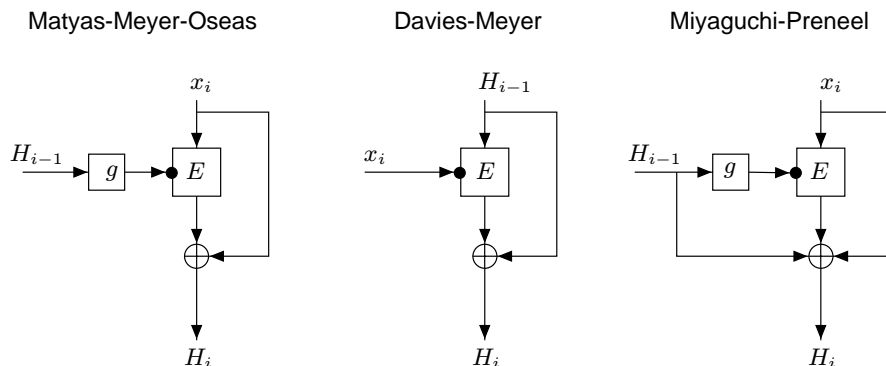 Matyas-Meyer-Oseas
Davies-Meyer
Miyaguchi-Preneel
x_i
H_{i-1}
x_i
H_{i-1}
g
E
x_i
E
H_{i-1}
g
E
H_i
H_i
H_i